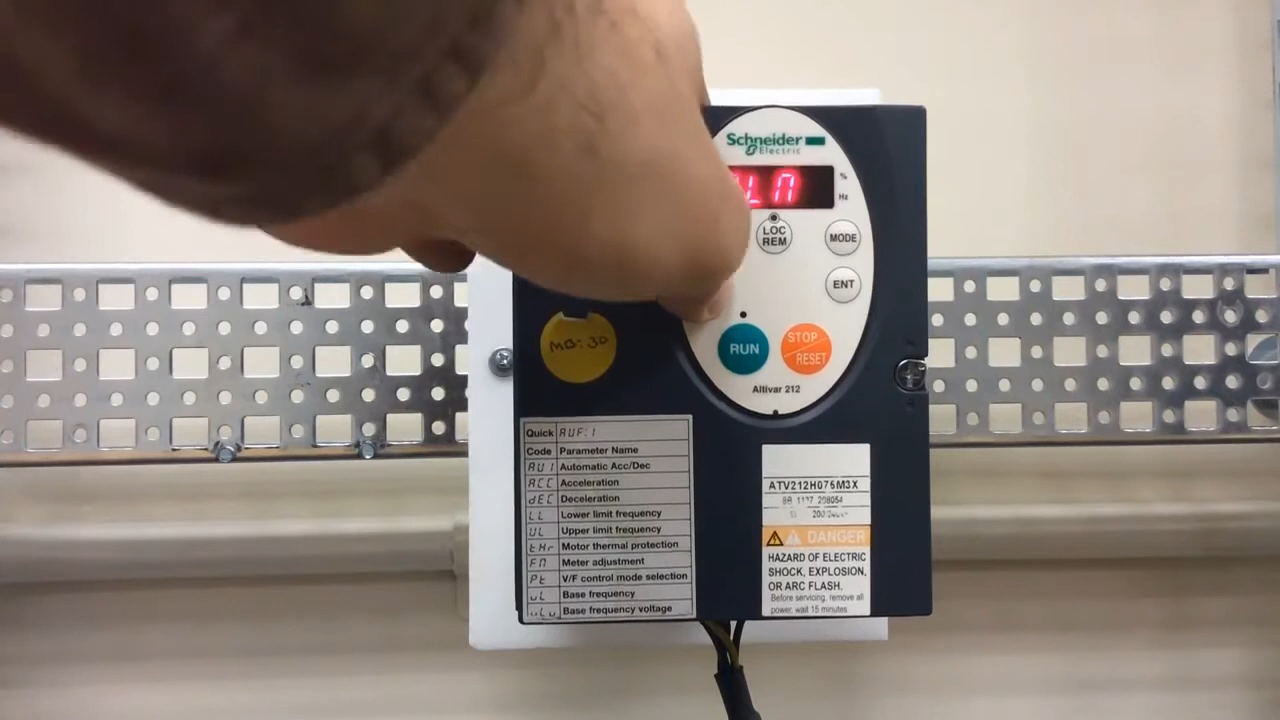 Schneider
Electric
LM
%
Hz
LOC
REM
MODE
ENT
RUN
STOP
RESET
Altivar 212
MB:30
Quick AUF:1
Code Parameter Name
AU1 Automatic Acc/Dec
ACC Acceleration
dEC Deceleration
LL Lower limit frequency
UL Upper limit frequency
tHr Motor thermal protection
FM Meter adjustment
Pt V/F control mode selection
uL Base frequency
uLu Base frequency voltage
ATV212H075M3X
DANGER
HAZARD OF ELECTRIC
SHOCK, EXPLOSION,
OR ARC FLASH.
Before servicing, remove all
power, wait 15 minutes